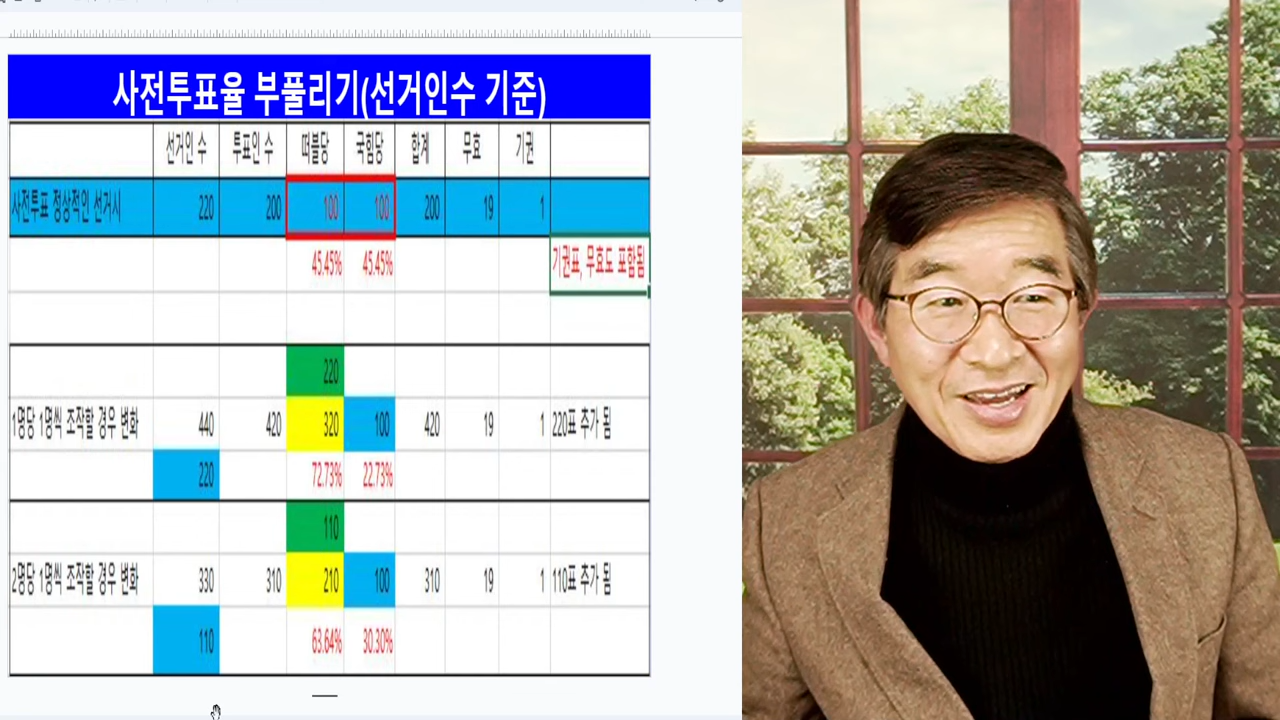 사전투표율 부풀리기(선거인수 기준)
선거인 수 투표인 수 떠블당 국힘당 합계 무효 기권
사전투표 정상적인 선거시 220 200 100 100 200 19 1
45.45% 45.45% 기권표, 무효도 포함됨
220
1명당 1명씩 조작할 경우 변화 440 420 320 100 420 19 1 220표 추가 됨
220 72.73% 22.73%
110
2명당 1명씩 조작할 경우 변화 330 310 210 100 310 19 1 110표 추가 됨
110 63.64% 30.30%